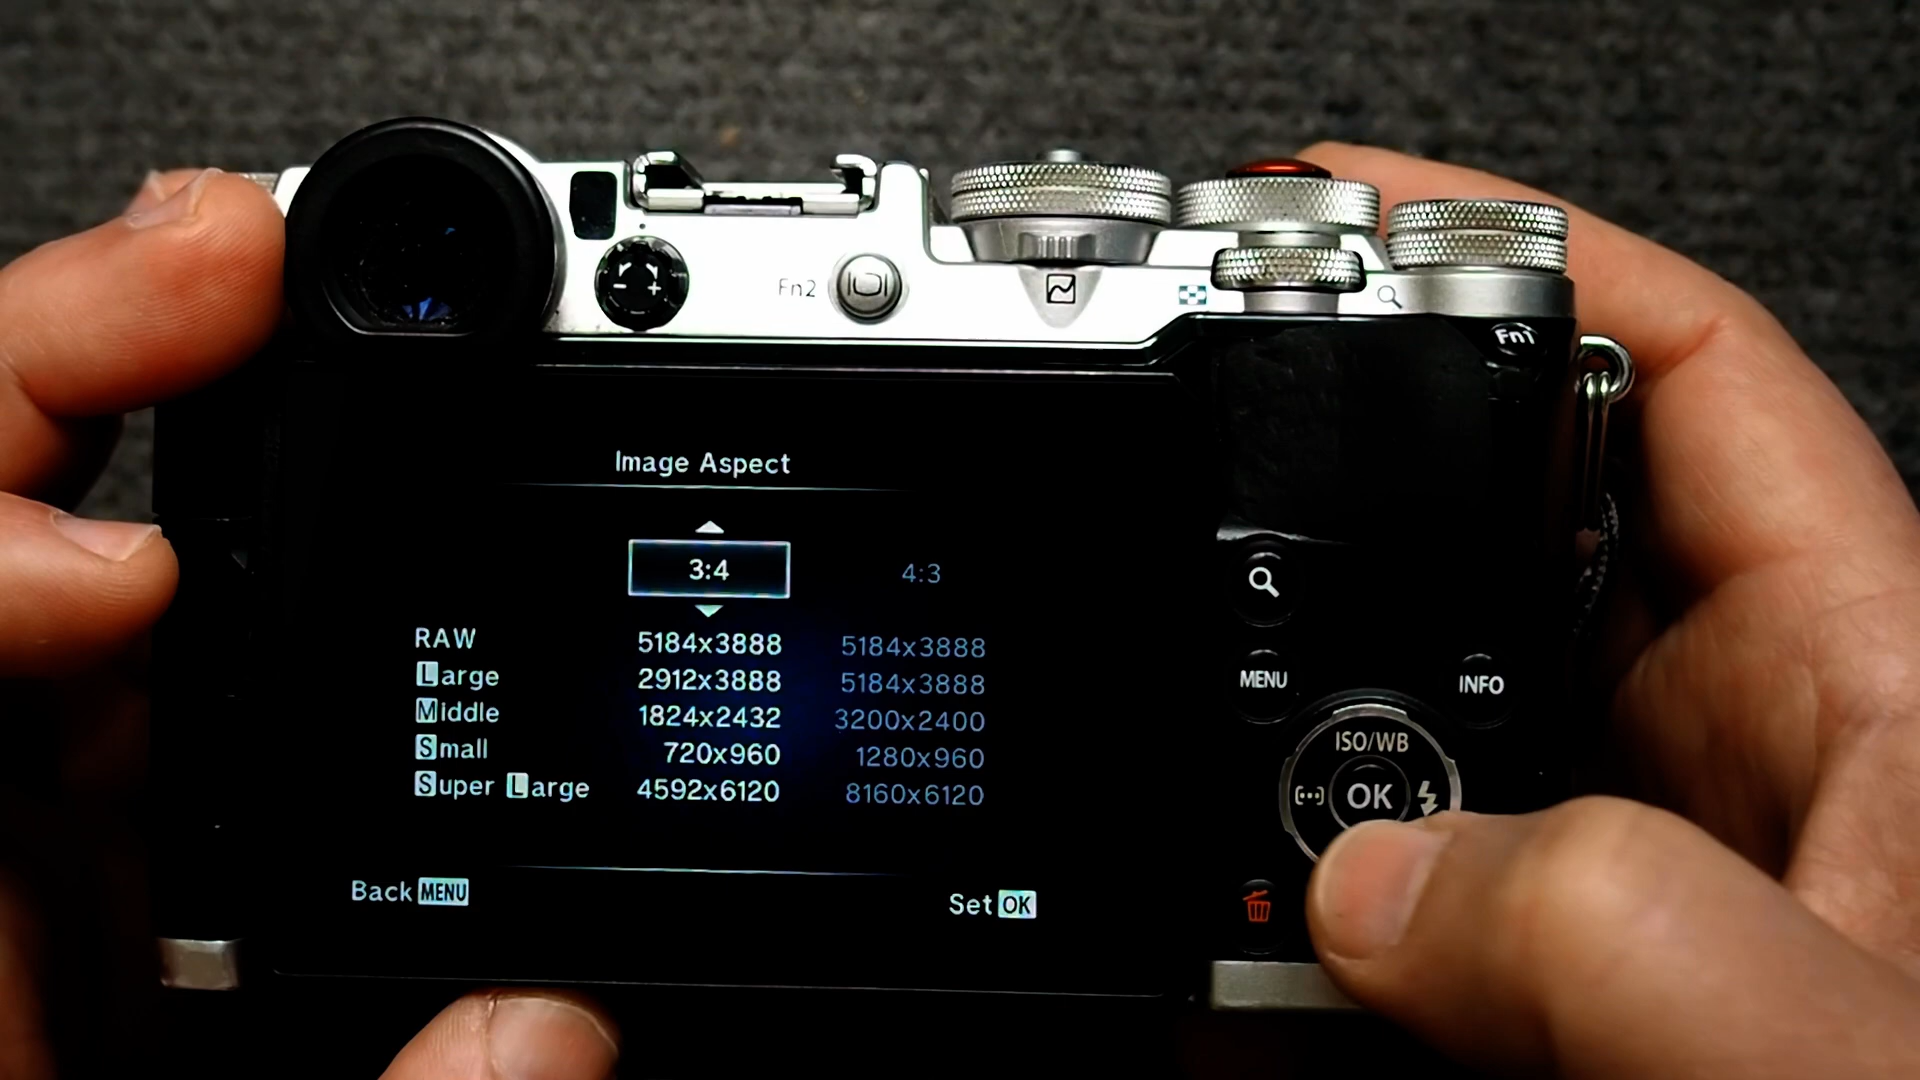 Fn2
Fn1
Image Aspect
3:4 4:3
RAW 5184x3888 5184x3888
Large 2912x3888 5184x3888
Middle 1824x2432 3200x2400
Small 720x960 1280x960
Super Large 4592x6120 8160x6120
Back MENU
Set OK
MENU
INFO
ISO/WB
OK